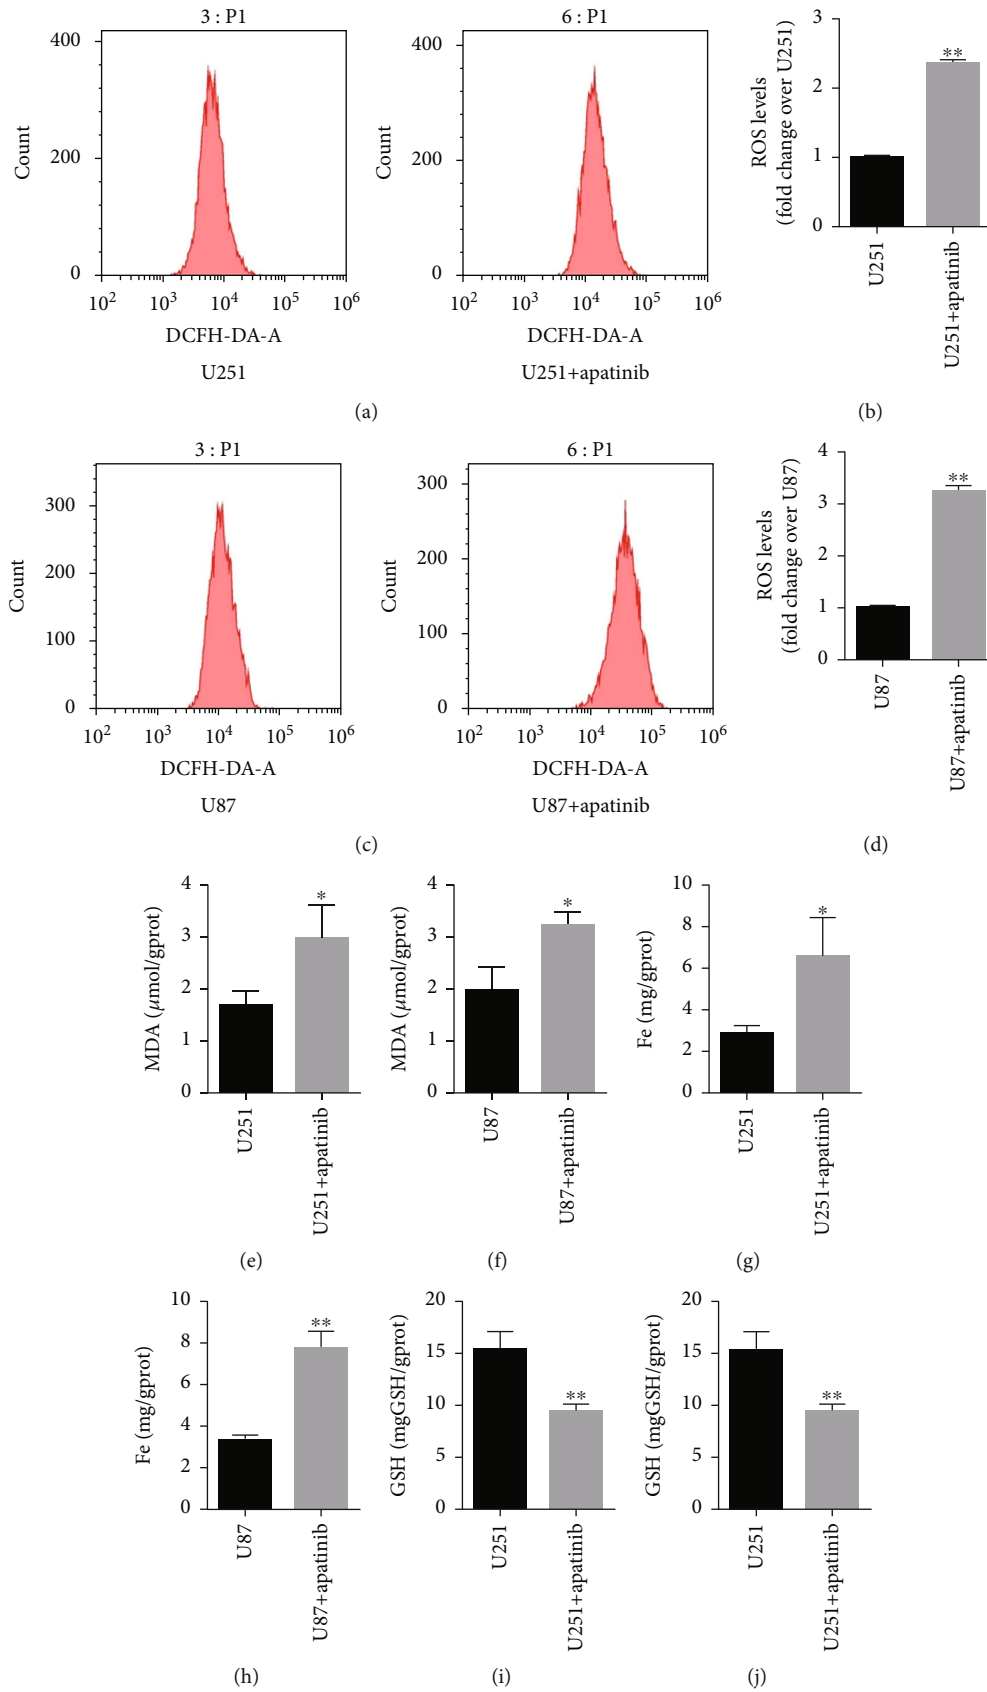 3 : P1
400
200
0
Count
10² 10³ 10⁴ 10⁵ 10⁶
DCFH-DA-A
U251
6 : P1
400
200
0
Count
10² 10³ 10⁴ 10⁵ 10⁶
DCFH-DA-A
U251+apatinib
(a)
3
2
1
0
ROS levels
(fold change over U251)
**
U251
U251+apatinib
(b)
3 : P1
300
200
100
0
Count
10² 10³ 10⁴ 10⁵ 10⁶
DCFH-DA-A
U87
6 : P1
300
200
100
0
Count
10² 10³ 10⁴ 10⁵ 10⁶
DCFH-DA-A
U87+apatinib
(c)
4
3
2
1
0
ROS levels
(fold change over U87)
**
U87
U87+apatinib
(d)
4
3
2
1
0
MDA (μmol/gprot)
*
U251
U251+apatinib
(e)
4
3
2
1
0
MDA (μmol/gprot)
*
U87
U87+apatinib
(f)
10
8
6
4
2
0
Fe (mg/gprot)
*
U251
U251+apatinib
(g)
10
8
6
4
2
0
Fe (mg/gprot)
**
U87
U87+apatinib
(h)
20
15
10
5
0
GSH (mgGSH/gprot)
**
U251
U251+apatinib
(i)
20
15
10
5
0
GSH (mgGSH/gprot)
**
U251
U251+apatinib
(j)